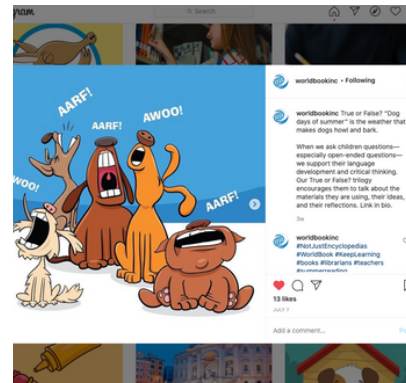 gram
Search
AARF!
AARF!
AWOO!
WOO!
AARF!
worldbookinc • Following
worldbookinc True or False? "Dog
days of summer" is the weather that
makes dogs howl and bark.
When we ask children questions—
especially open-ended questions—
we support their language
development and critical thinking.
Our True or False? trilogy
encourages them to talk about the
materials they are using, their ideas,
and their reflections. Link in bio.
3w
worldbookinc
#NotJustEncyclopedias
#WorldBook #KeepLearning
#books #librarians #teachers
#summerreading
13 likes
JULY 7
Add a comment...